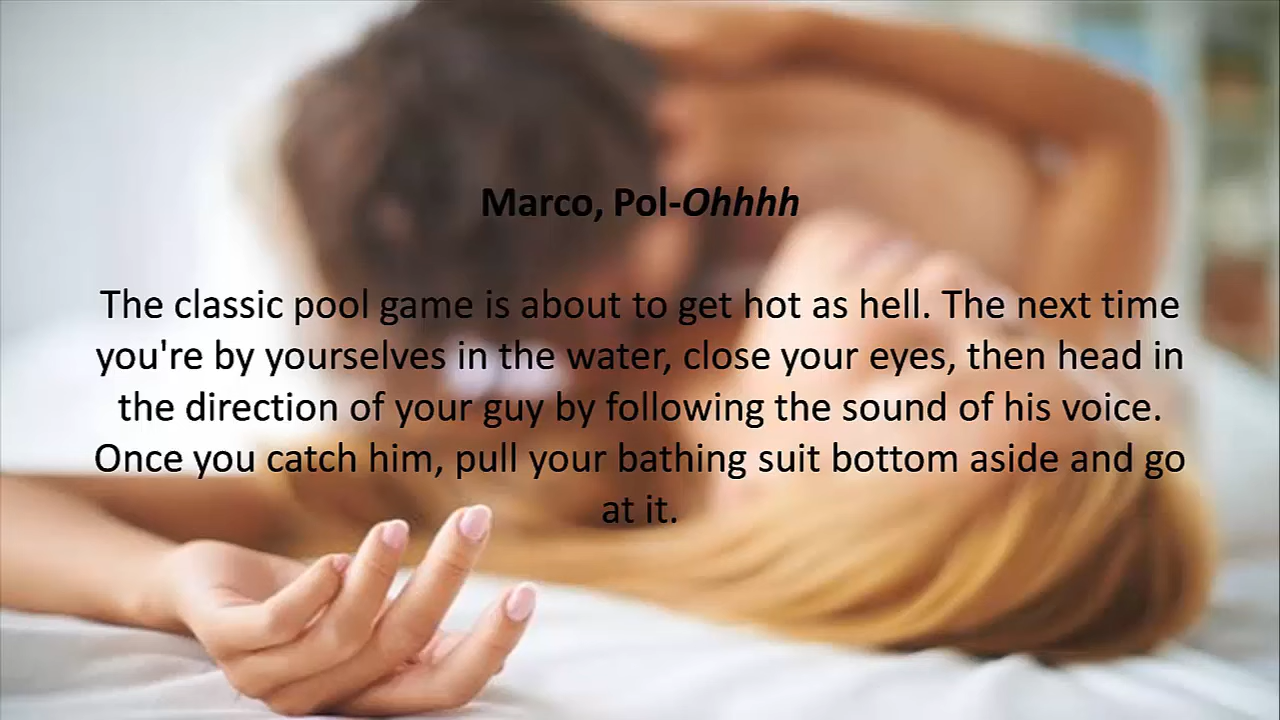 Marco, Pol-Ohhhh
The classic pool game is about to get hot as hell. The next time
you're by yourselves in the water, close your eyes, then head in
the direction of your guy by following the sound of his voice.
Once you catch him, pull your bathing suit bottom aside and go
at it.